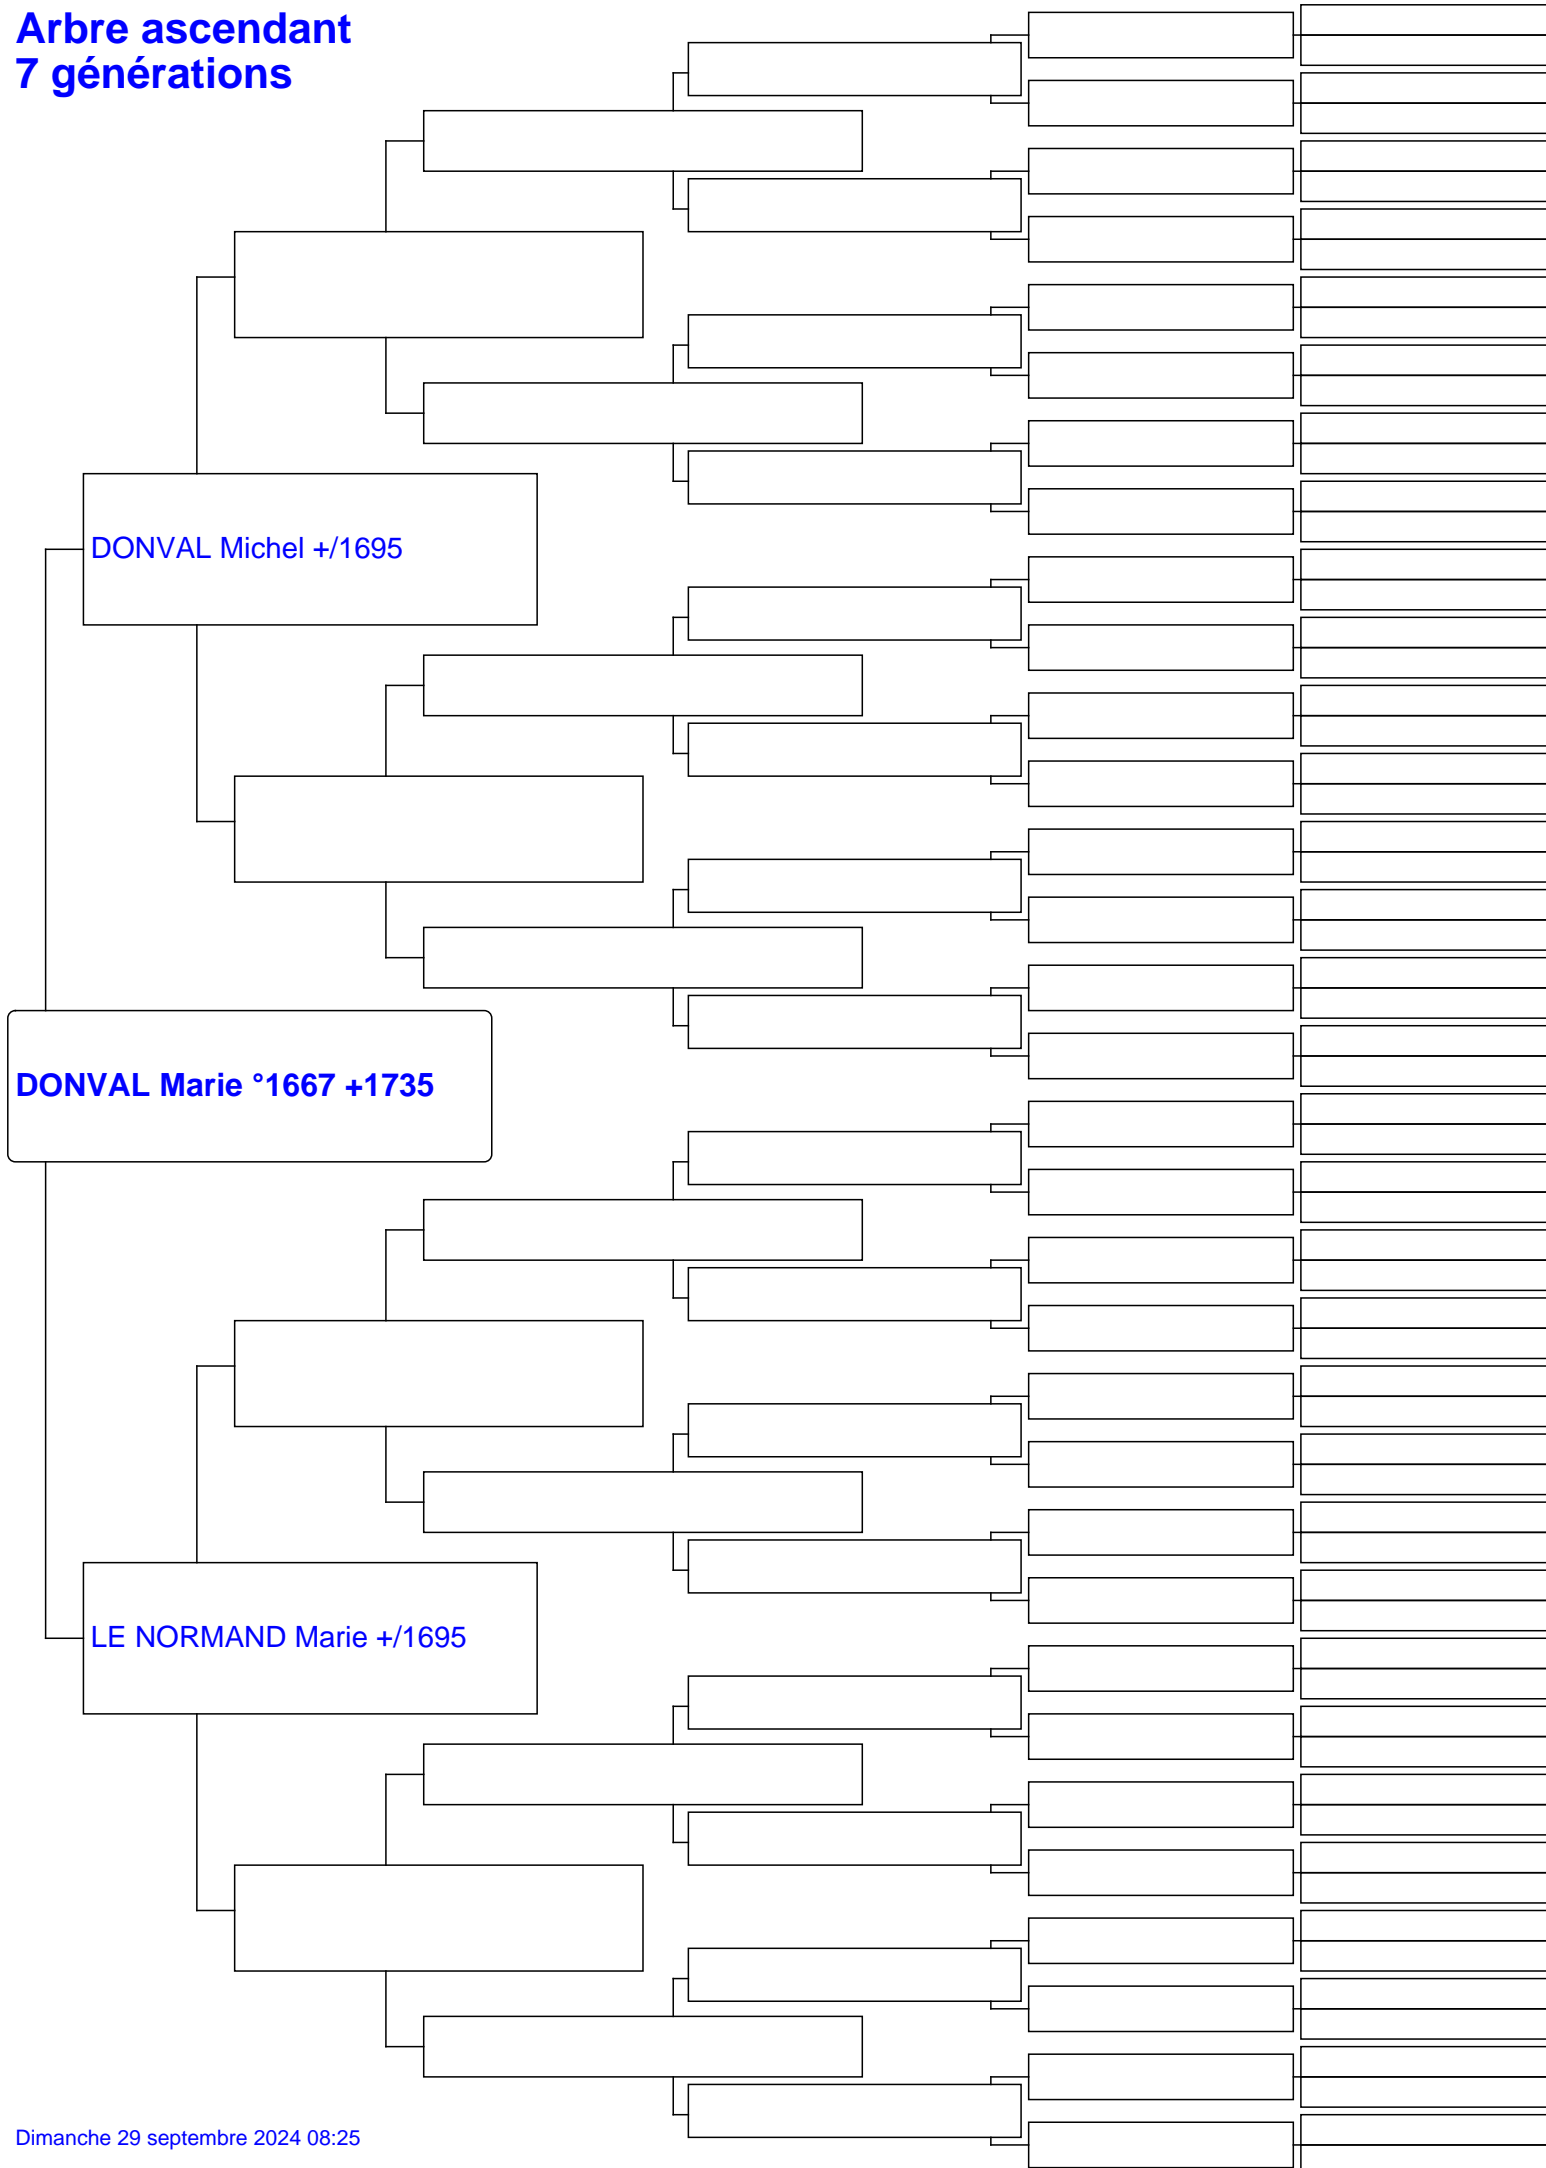 Arbre ascendant
7 générations
DONVAL Michel +/1695
DONVAL Marie °1667 +1735
LE NORMAND Marie +/1695
Dimanche 29 septembre 2024 08:25